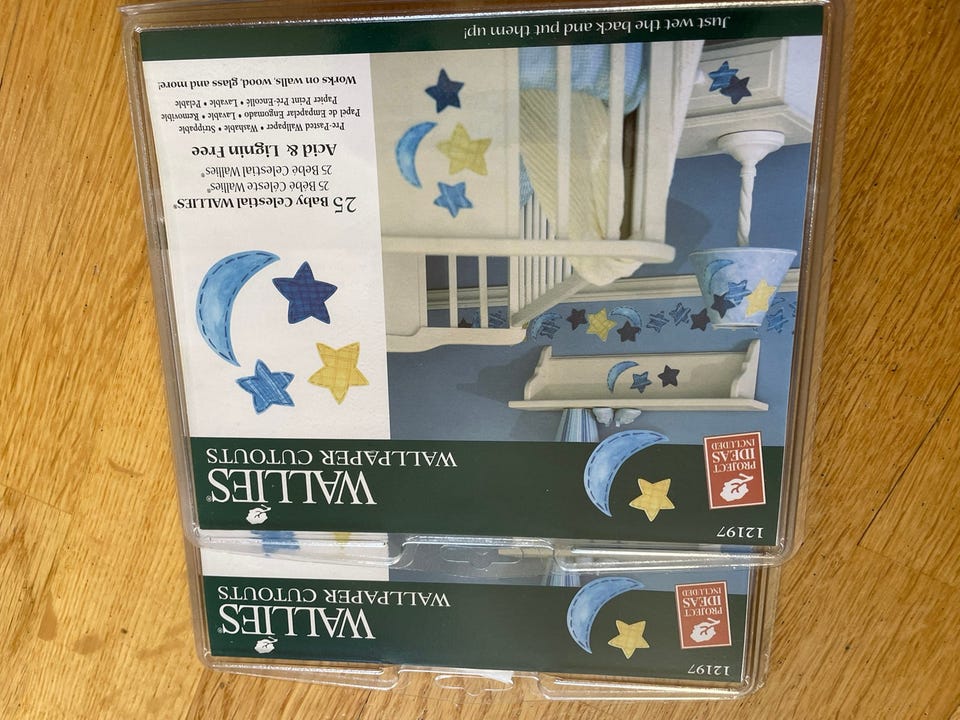 12197
PROJECT
IDEAS
INCLUDED
WALLIES®
WALLPAPER CUTOUTS
25 Baby Celestial WALLIES®
25 Bébé Céleste Wallies®
25 Bebé Celestial Wallies®
Acid & Lignin Free
Pre-Pasted Wallpaper • Washable • Strippable
Papel de Empapelar Engomado • Lavable • Removible
Papier Peint Pré-Encollé • Lavable • Pelable
Works on walls, wood, glass and more!
Just wet the back and put them up!
12197
PROJECT
IDEAS
INCLUDED
WALLIES®
WALLPAPER CUTOUTS